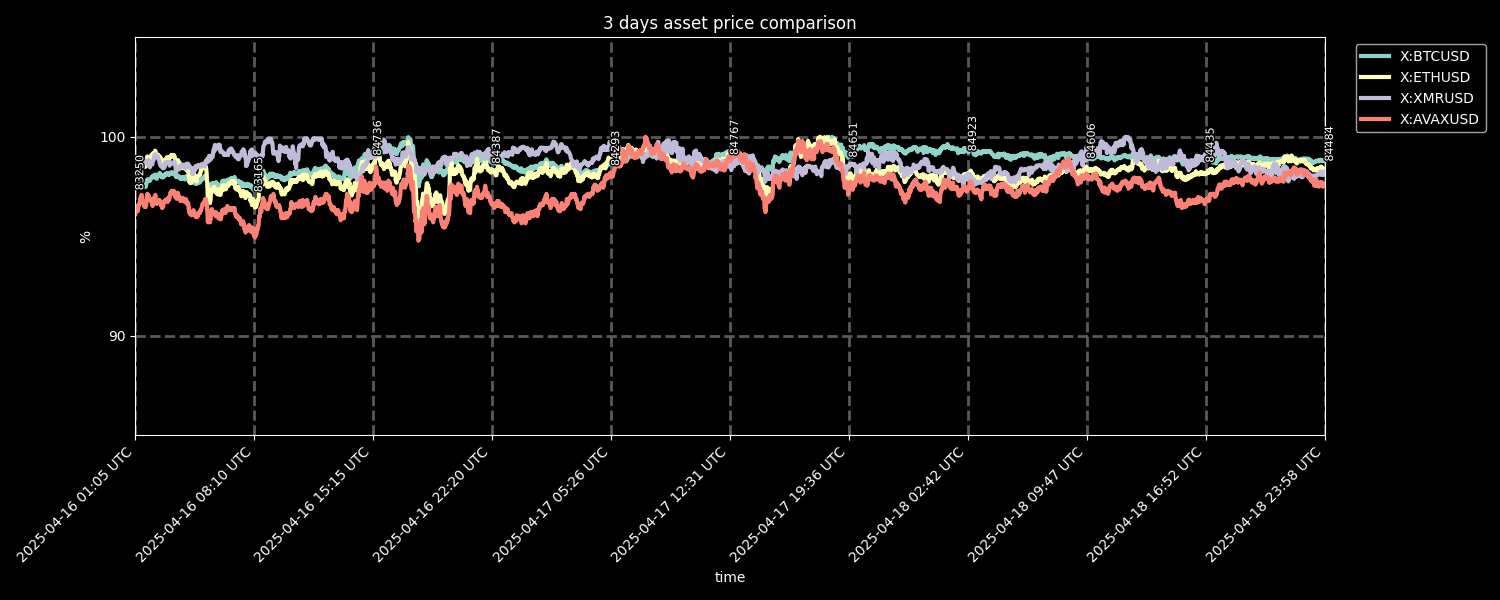 3 days asset price comparison
X:BTCUSD
X:ETHUSD
X:XMRUSD
X:AVAXUSD
100
90
%
83250
83165
84736
84387
84293
84767
84651
84923
84606
84435
84484
2025-04-16 01:05 UTC
2025-04-16 08:10 UTC
2025-04-16 15:15 UTC
2025-04-16 22:20 UTC
2025-04-17 05:26 UTC
2025-04-17 12:31 UTC
2025-04-17 19:36 UTC
2025-04-18 02:42 UTC
2025-04-18 09:47 UTC
2025-04-18 16:52 UTC
2025-04-18 23:58 UTC
time